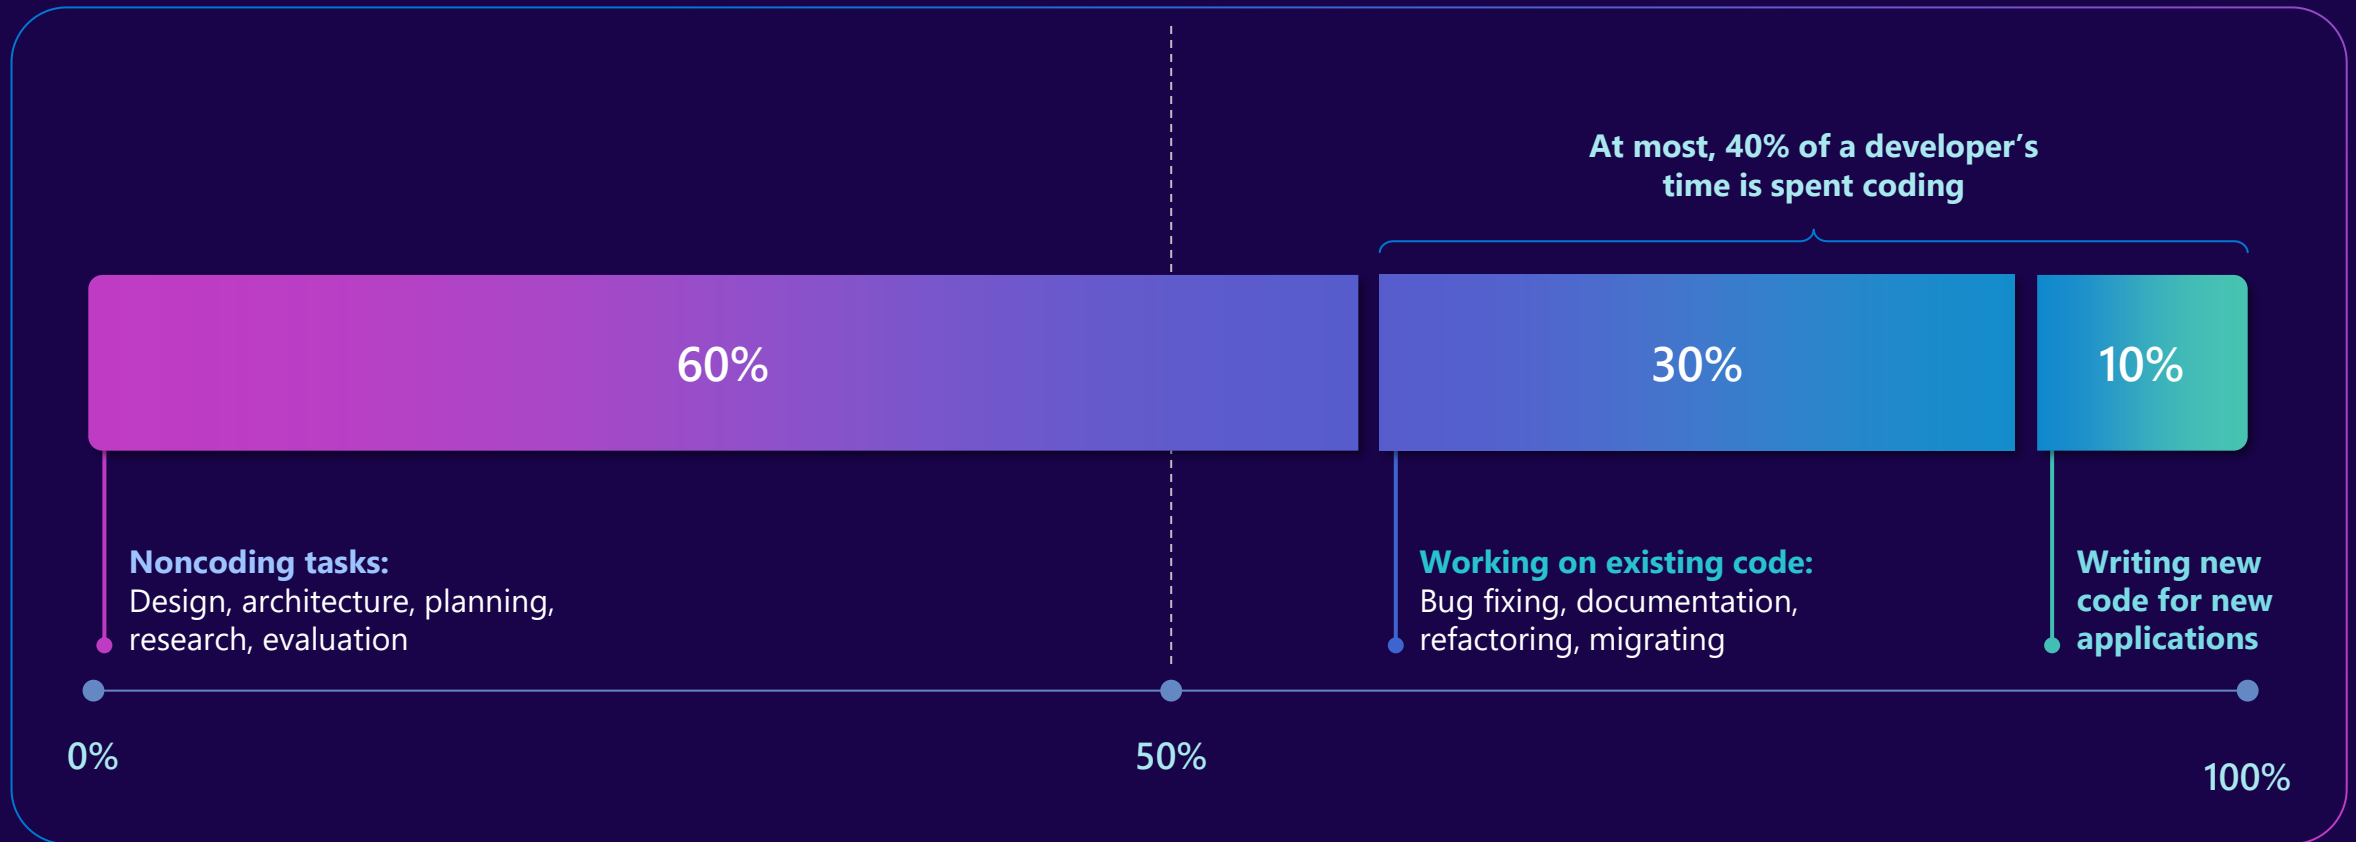 At most, 40% of a developer’s
time is spent coding
60%
30%
10%
Noncoding tasks:
Design, architecture, planning,
research, evaluation
Working on existing code:
Bug fixing, documentation,
refactoring, migrating
Writing new
code for new
applications
0%
50%
100%